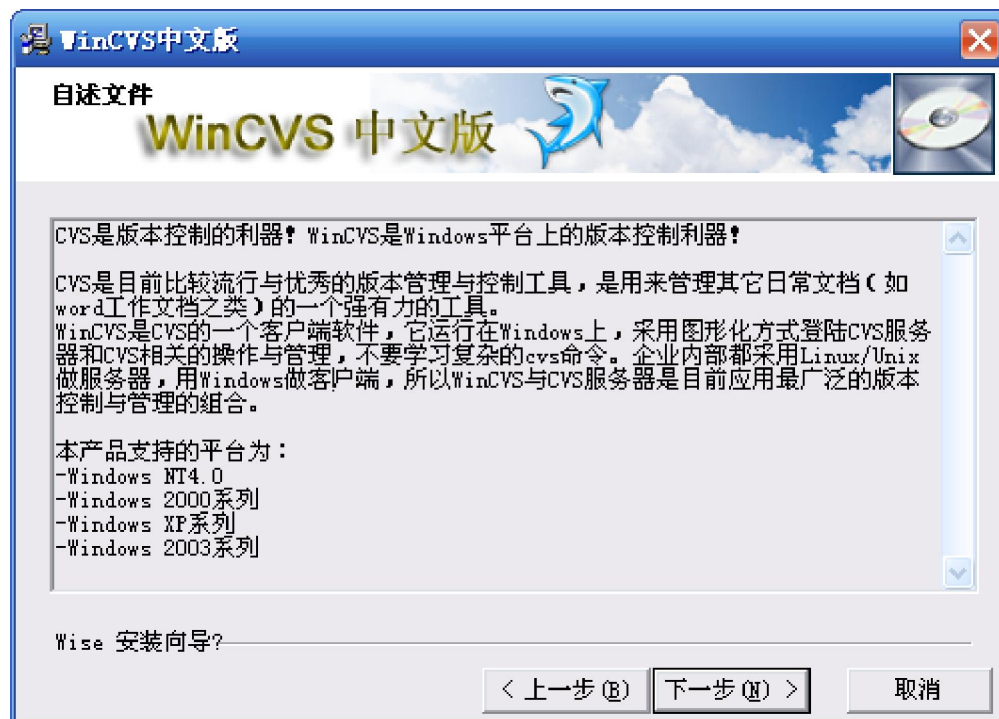 WinCVS中文版
自述文件
WinCVS 中文版
CVS是版本控制的利器！WinCVS是Windows平台上的版本控制利器！
CVS是目前比较流行与优秀的版本管理与控制工具，是用来管理其它日常文档（如
word工作文档之类）的一个强有力的工具。
WinCVS是CVS的一个客户端软件，它运行在Windows上，采用图形化方式登陆CVS服务
器和CVS相关的操作与管理，不要学习复杂的cvs命令。企业内部都采用Linux/Unix
做服务器，用Windows做客户端，所以WinCVS与CVS服务器是目前应用最广泛的版本
控制与管理的组合。
本产品支持的平台为：
-Windows NT4.0
-Windows 2000系列
-Windows XP系列
-Windows 2003系列
Wise 安装向导?
< 上一步(B) 下一步(N) > 取消